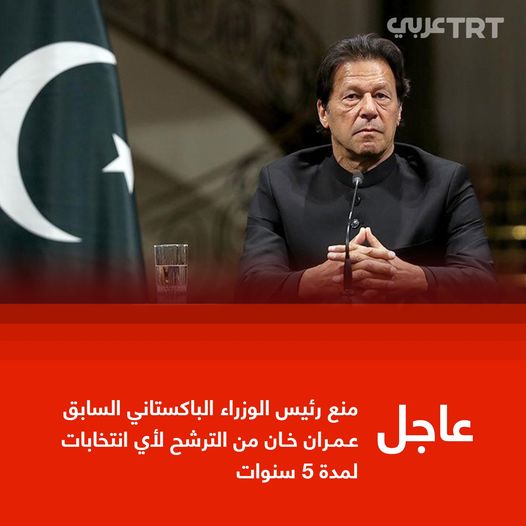 TRT عربي
عاجل
منع رئيس الوزراء الباكستاني السابق
عمران خان من الترشح لأي انتخابات
لمدة 5 سنوات